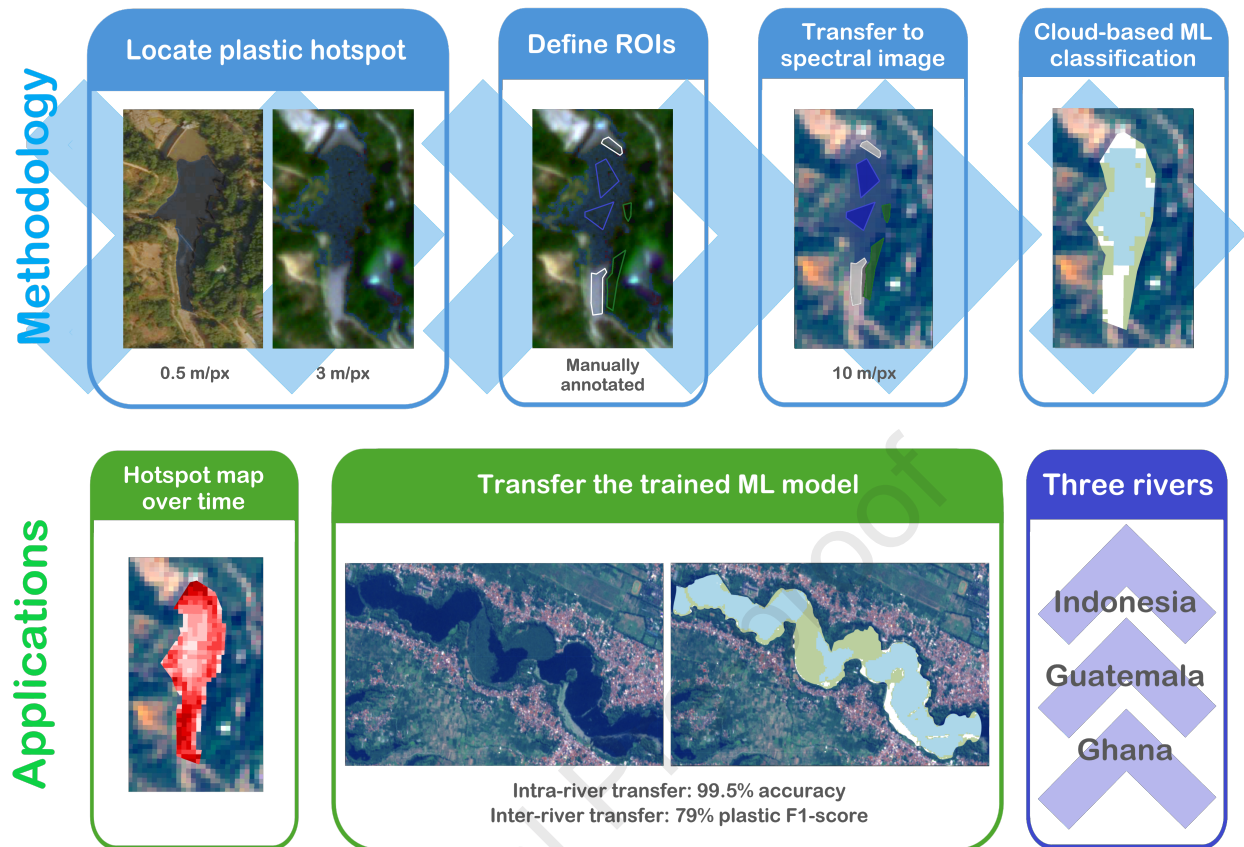 Methodology
Locate plastic hotspot
0.5 m/px
3 m/px
Define ROIs
Manually
annotated
Transfer to
spectral image
10 m/px
Cloud-based ML
classification
Applications
Hotspot map
over time
Transfer the trained ML model
Intra-river transfer: 99.5% accuracy
Inter-river transfer: 79% plastic F1-score
Three rivers
Indonesia
Guatemala
Ghana